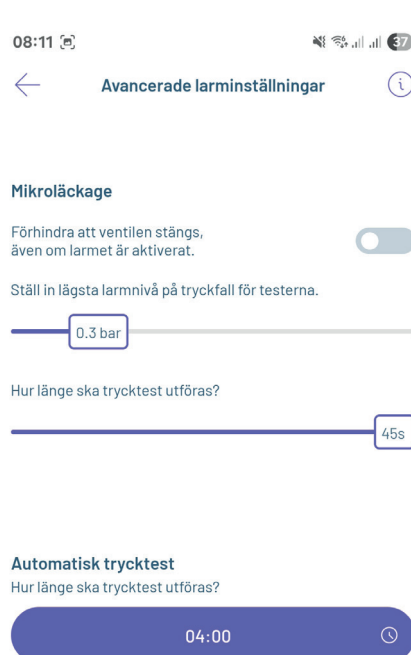 08:11
37
Avancerade larminställningar
Mikroläckage
Förhindra att ventilen stängs,
även om larmet är aktiverat.
Ställ in lägsta larmnivå på tryckfall för testerna.
0.3 bar
Hur länge ska trycktest utföras?
45s
Automatisk trycktest
Hur länge ska trycktest utföras?
04:00